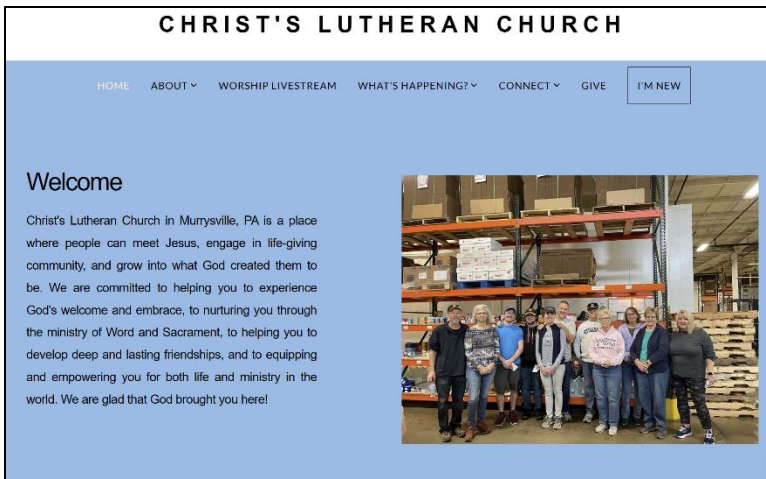 CHRIST'S LUTHERAN CHURCH
HOME ABOUT WORSHIP LIVESTREAM WHAT'S HAPPENING? CONNECT GIVE I'M NEW
Welcome
Christ's Lutheran Church in Murrysville, PA is a place
where people can meet Jesus, engage in life-giving
community, and grow into what God created them to
be. We are committed to helping you to experience
God's welcome and embrace, to nurturing you through
the ministry of Word and Sacrament, to helping you to
develop deep and lasting friendships, and to equipping
and empowering you for both life and ministry in the
world. We are glad that God brought you here!